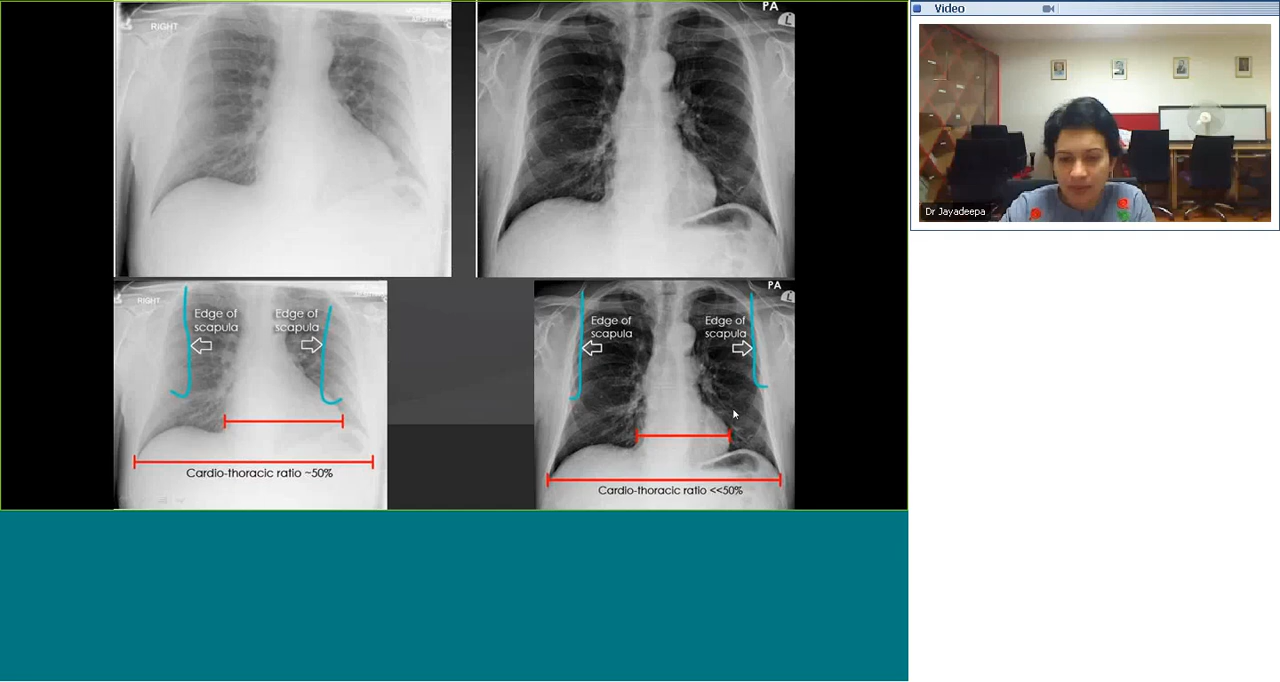 RIGHT
PA
L
Video
Dr Jayadeepa
RIGHT
Edge of
scapula
Edge of
scapula
Cardio-thoracic ratio ~50%
PA
L
Edge of
scapula
Edge of
scapula
Cardio-thoracic ratio <<50%